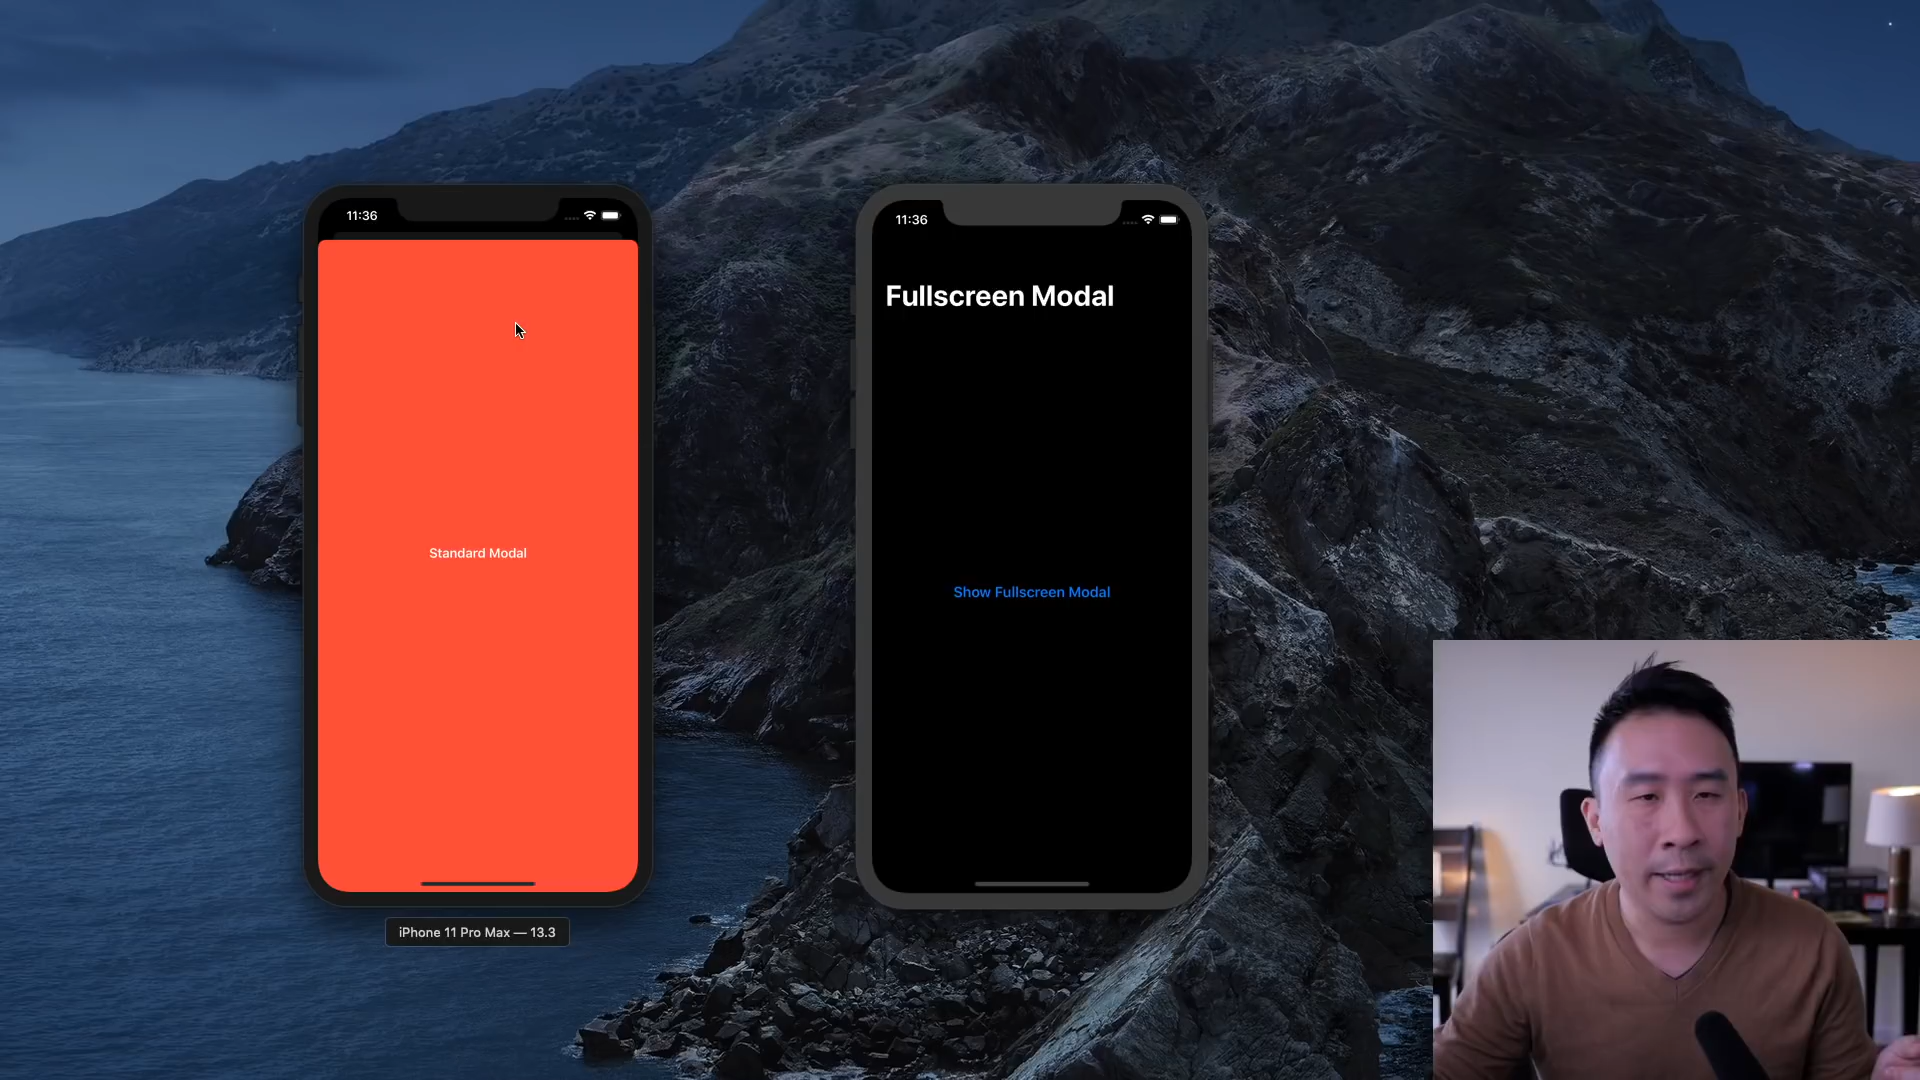 11:36
Standard Modal
iPhone 11 Pro Max — 13.3
11:36
Fullscreen Modal
Show Fullscreen Modal